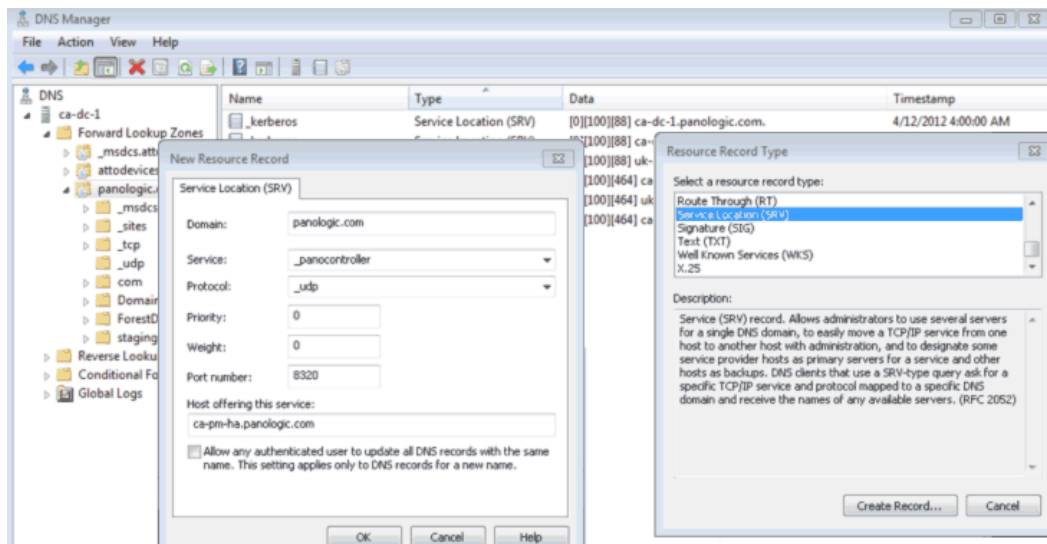 DNS Manager
File Action View Help
DNS
ca-dc-1
Forward Lookup Zones
_msdcs.atto
attodevices
panologic.
_msdcs
_sites
_tcp
_udp
com
Domain
ForestD
staging
Reverse Looku
Conditional Fo
Global Logs
Name Type Data Timestamp
_kerberos Service Location (SRV) [0][100][88] ca-dc-1.panologic.com. 4/12/2012 4:00:00 AM
[0][100][88] ca-
[100][88] uk-
[100][464] ca
[100][464] uk
[100][464] ca
New Resource Record
Service Location (SRV)
Domain: panologic.com
Service: _panocontroller
Protocol: _udp
Priority: 0
Weight: 0
Port number: 8320
Host offering this service:
ca-pm-ha.panologic.com
Allow any authenticated user to update all DNS records with the same
name. This setting applies only to DNS records for a new name.
OK Cancel Help
Resource Record Type
Select a resource record type:
Route Through (RT)
Service Location (SRV)
Signature (SIG)
Text (TXT)
Well Known Services (WKS)
X.25
Description:
Service (SRV) record. Allows administrators to use several servers
for a single DNS domain, to easily move a TCP/IP service from one
host to another host with administration, and to designate some
service provider hosts as primary servers for a service and other
hosts as backups. DNS clients that use a SRV-type query ask for a
specific TCP/IP service and protocol mapped to a specific DNS
domain and receive the names of any available servers. (RFC 2052)
Create Record... Cancel